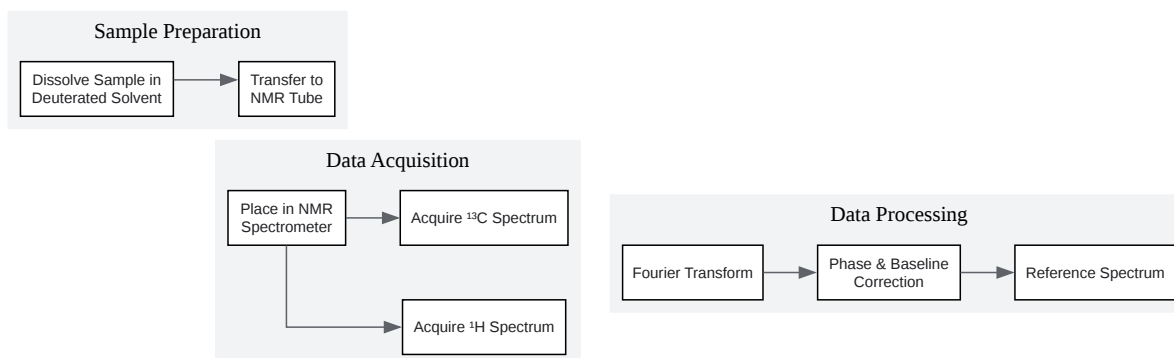 Sample Preparation
Dissolve Sample in
Deuterated Solvent
Transfer to
NMR Tube
Data Acquisition
Place in NMR
Spectrometer
Acquire ¹³C Spectrum
Acquire ¹H Spectrum
Data Processing
Fourier Transform
Phase & Baseline
Correction
Reference Spectrum